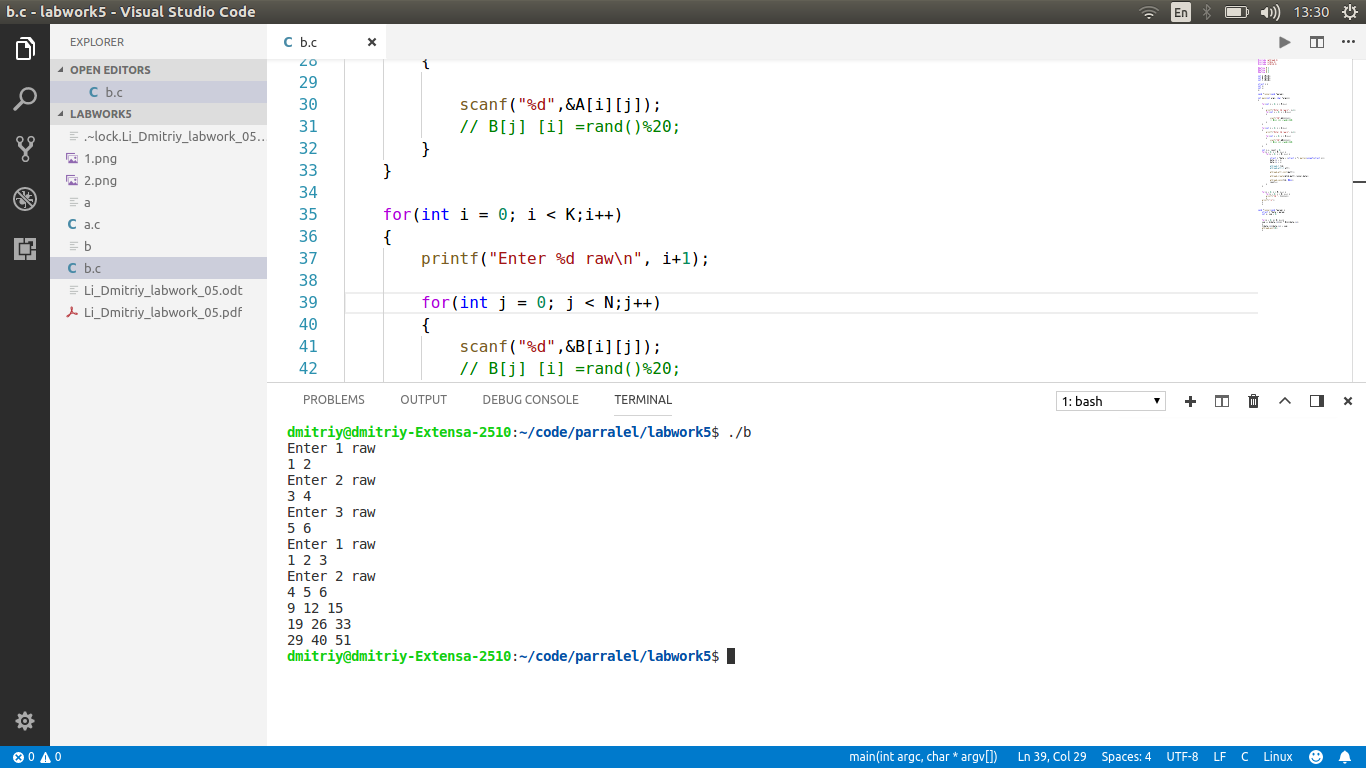 b.c - labwork5 - Visual Studio Code
En
13:30
EXPLORER
OPEN EDITORS
b.c
LABWORK5
.~lock.Li_Dmitriy_labwork_05...
1.png
2.png
a
a.c
b
b.c
Li_Dmitriy_labwork_05.odt
Li_Dmitriy_labwork_05.pdf
b.c
28 {
29
30 scanf("%d",&A[i][j]);
31 // B[j] [i] =rand()%20;
32 }
33 }
34
35 for(int i = 0; i < K;i++)
36 {
37 printf("Enter %d raw\n", i+1);
38
39 for(int j = 0; j < N;j++)
40 {
41 scanf("%d",&B[i][j]);
42 // B[j] [i] =rand()%20;
PROBLEMS OUTPUT DEBUG CONSOLE TERMINAL
1: bash
dmitriy@dmitriy-Extensa-2510:~/code/parralel/labwork5$ ./b
Enter 1 raw
1 2
Enter 2 raw
3 4
Enter 3 raw
5 6
Enter 1 raw
1 2 3
Enter 2 raw
4 5 6
9 12 15
19 26 33
29 40 51
dmitriy@dmitriy-Extensa-2510:~/code/parralel/labwork5$
0 0
main(int argc, char * argv[]) Ln 39, Col 29 Spaces: 4 UTF-8 LF C Linux